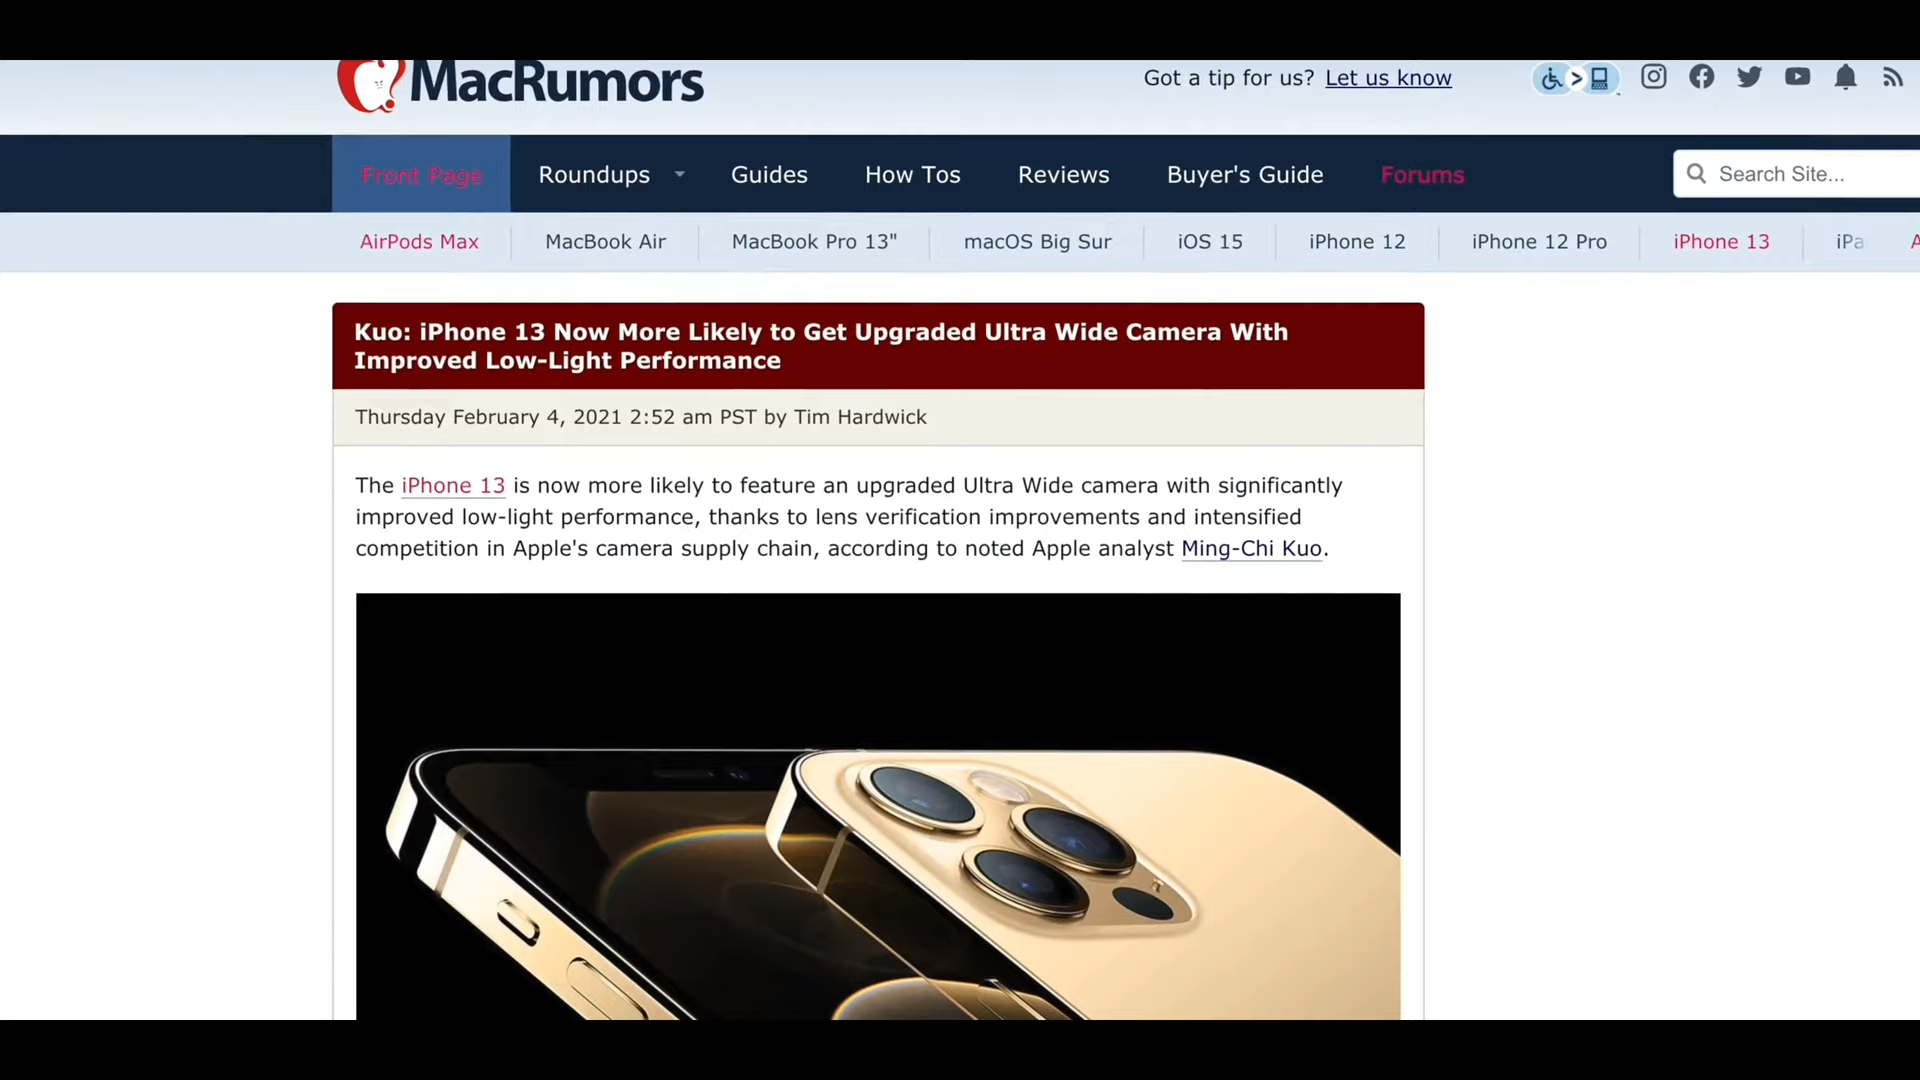 MacRumors
Got a tip for us? Let us know
Front Page Roundups Guides How Tos Reviews Buyer's Guide Forums Search Site...
AirPods Max MacBook Air MacBook Pro 13" macOS Big Sur iOS 15 iPhone 12 iPhone 12 Pro iPhone 13 iPa A
Kuo: iPhone 13 Now More Likely to Get Upgraded Ultra Wide Camera With
Improved Low-Light Performance
Thursday February 4, 2021 2:52 am PST by Tim Hardwick
The iPhone 13 is now more likely to feature an upgraded Ultra Wide camera with significantly
improved low-light performance, thanks to lens verification improvements and intensified
competition in Apple's camera supply chain, according to noted Apple analyst Ming-Chi Kuo.